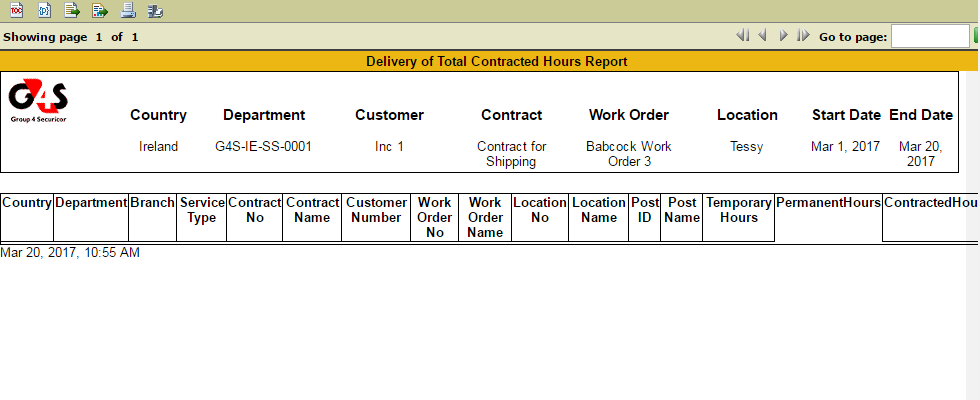 TOC
Showing page 1 of 1
Go to page:
Delivery of Total Contracted Hours Report
G4S
Group 4 Securicor
Country Department Customer Contract Work Order Location Start Date End Date
Ireland G4S-IE-SS-0001 Inc 1 Contract for Babcock Work Tessy Mar 1, 2017 Mar 20,
Shipping Order 3 2017
Country Department Branch Service Contract Contract Customer Work Work Location Location Post Post Temporary PermanentHours ContractedHou
Type No Name Number Order Order No Name ID Name Hours
No Name
Mar 20, 2017, 10:55 AM